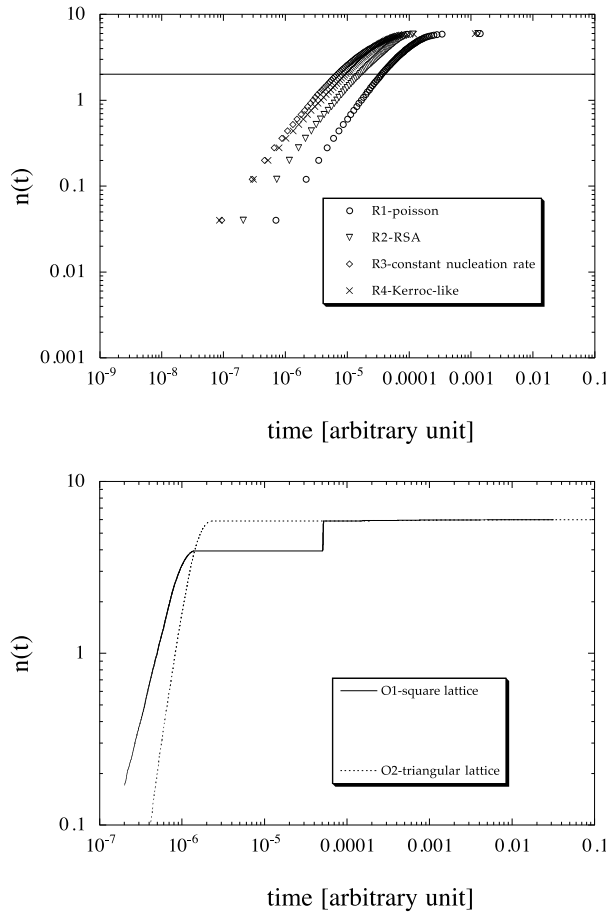 10
1
0.1
0.01
0.001
n(t)
R1-poisson
R2-RSA
R3-constant nucleation rate
R4-Kerroc-like
10-9 10-8 10-7 10-6 10-5 0.0001 0.001 0.01 0.1
time [arbitrary unit]
10
1
0.1
n(t)
O1-square lattice
O2-triangular lattice
10-7 10-6 10-5 0.0001 0.001 0.01 0.1
time [arbitrary unit]